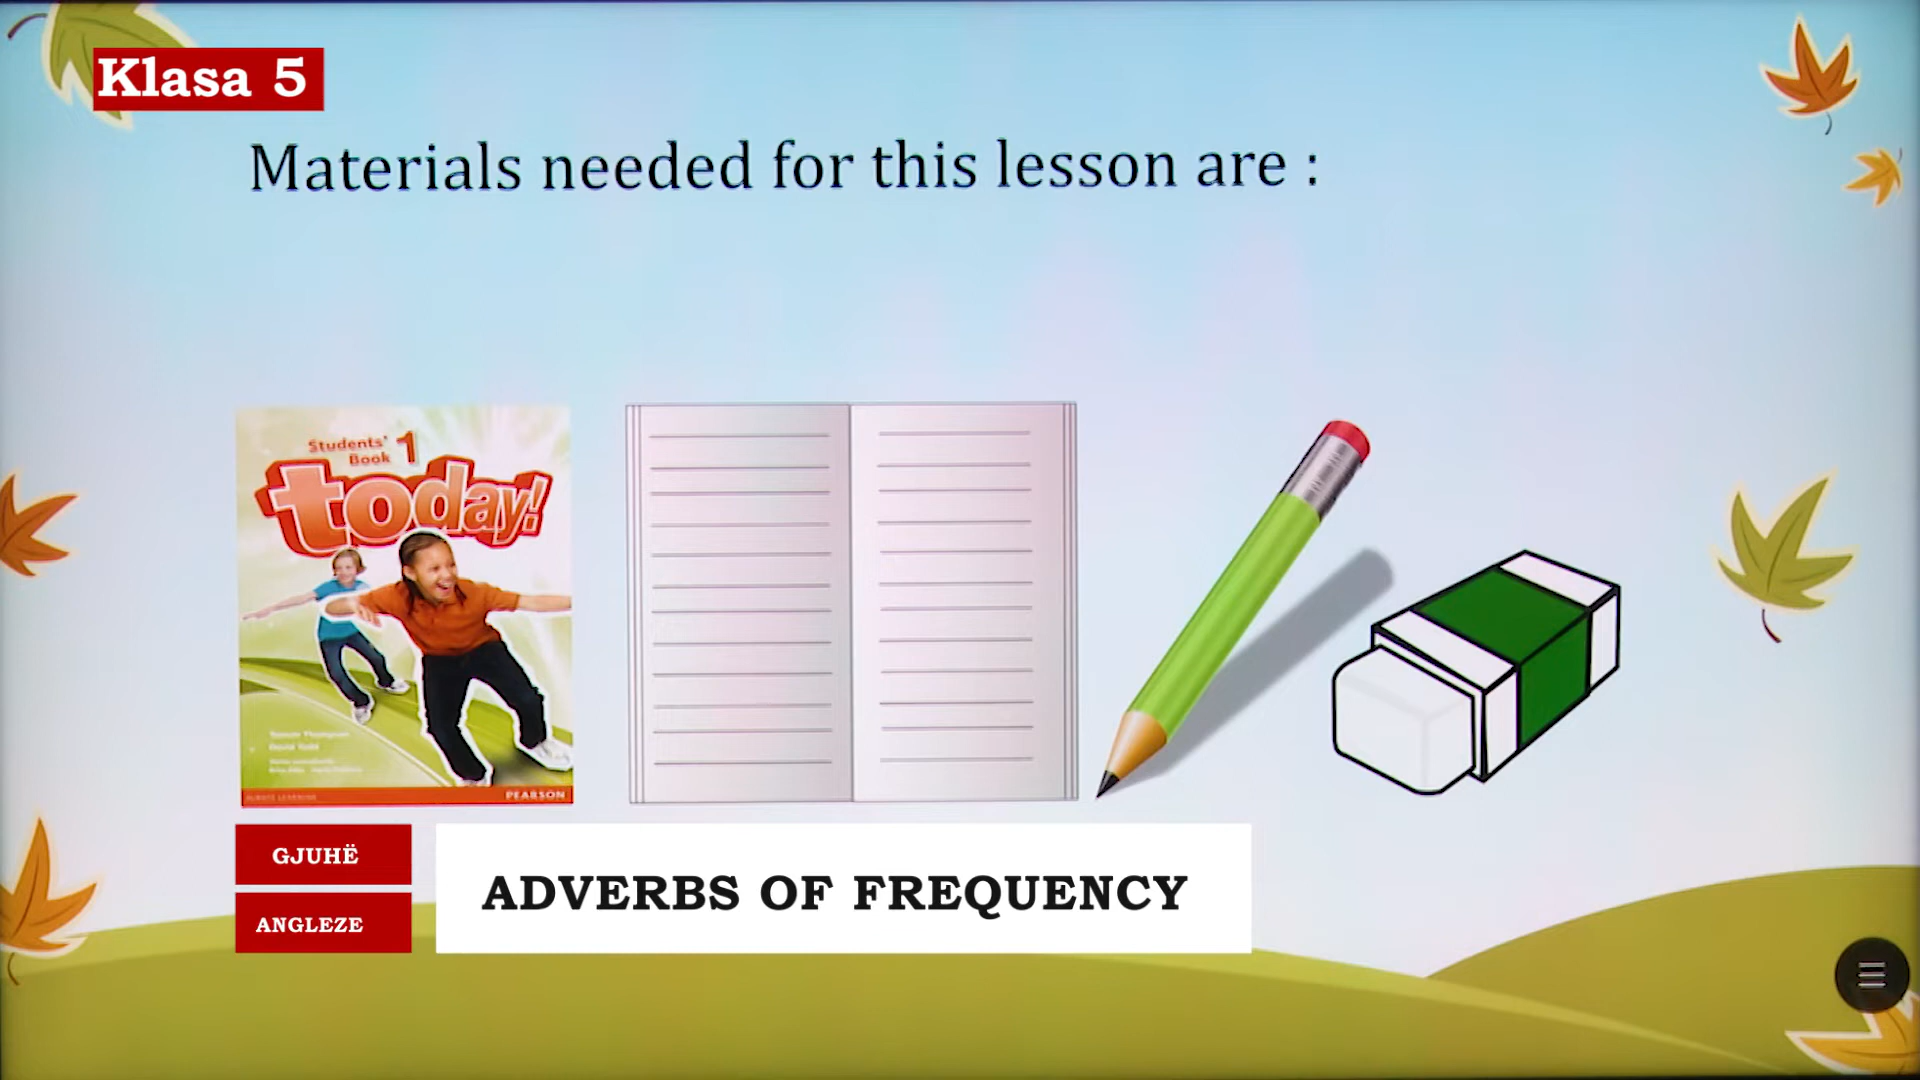 Klasa 5
Materials needed for this lesson are :
Students'
Book 1
today!
PEARSON
GJUHË
ANGLEZE
ADVERBS OF FREQUENCY